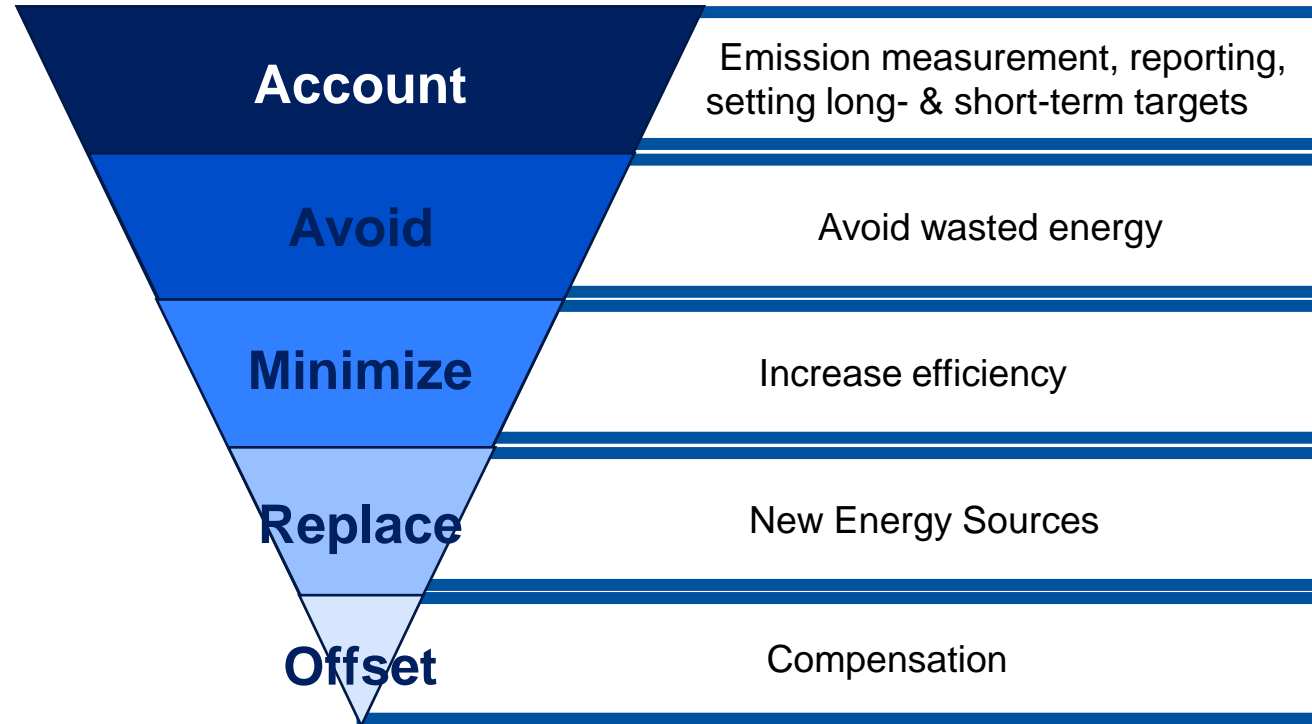 Account
Emission measurement, reporting,
setting long- & short-term targets
Avoid
Avoid wasted energy
Minimize
Increase efficiency
Replace
New Energy Sources
Offset
Compensation